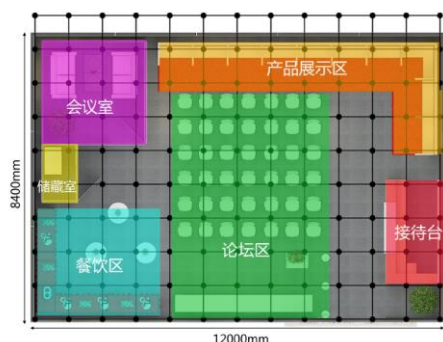 产品展示区
会议室
储藏室
8400mm
论坛区
接待台
餐饮区
12000mm